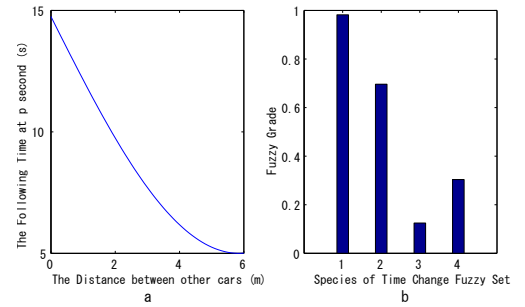 The Following Time at p second (s)
15
10
5
0 2 4 6
The Distance between other cars (m)
a
Fuzzy Grade
1
0.8
0.6
0.4
0.2
0
1 2 3 4
Species of Time Change Fuzzy Set
b